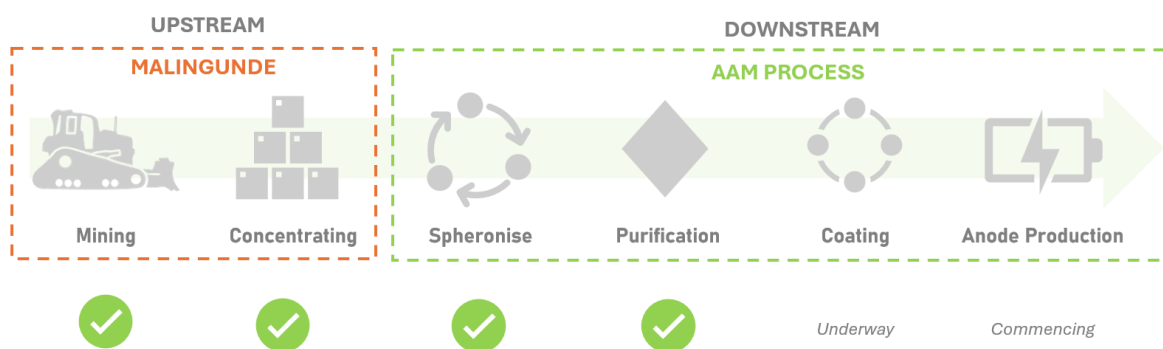 UPSTREAM
DOWNSTREAM
MALINGUNDE
AAM PROCESS
Mining
Concentrating
Spheronise
Purification
Coating
Anode Production
Underway
Commencing